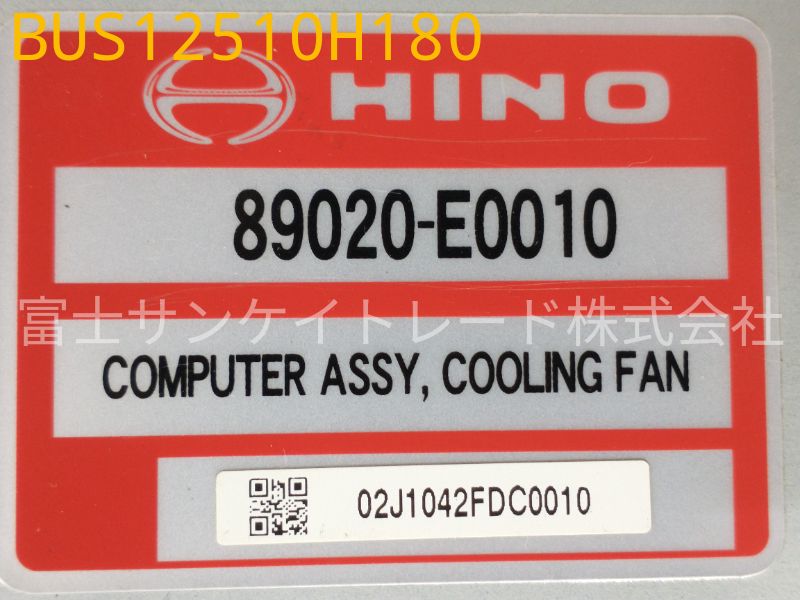 BUS12510H180
HINO
89020-E0010
富士サンケイトレード株式会社
COMPUTER ASSY, COOLING FAN
02J1042FDC0010